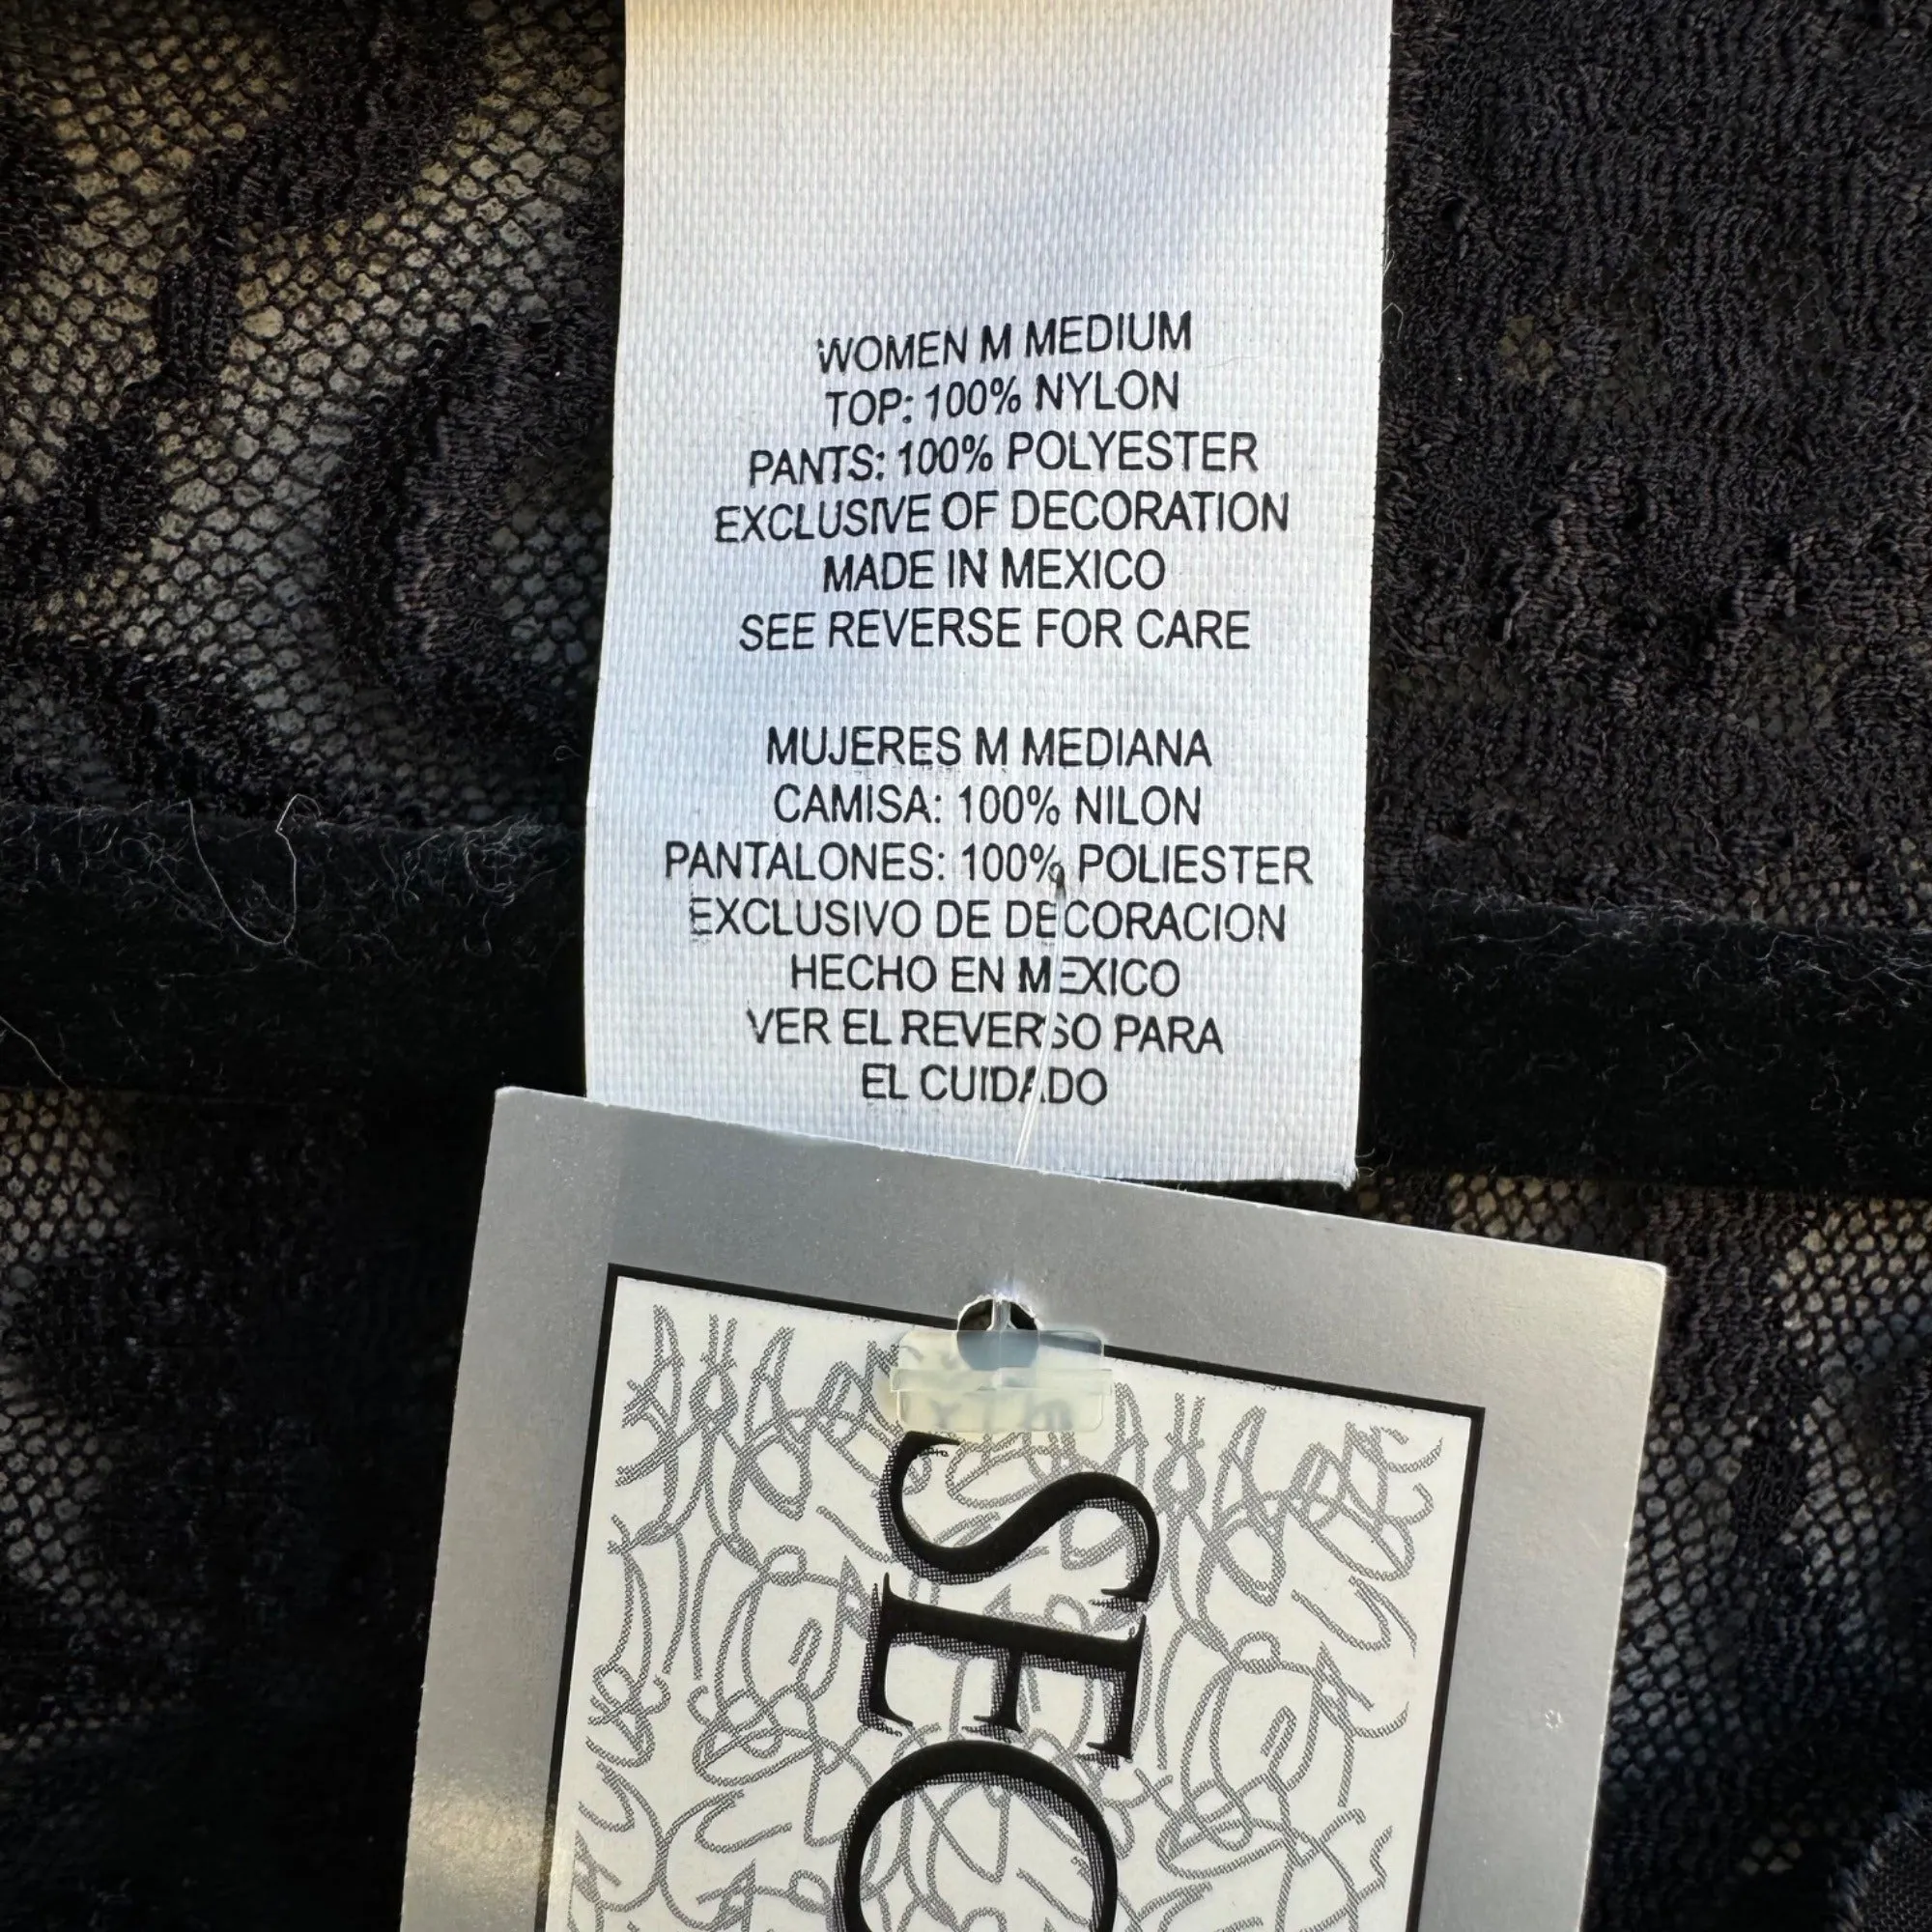 WOMEN M MEDIUM
TOP: 100% NYLON
PANTS: 100% POLYESTER
EXCLUSIVE OF DECORATION
MADE IN MEXICO
SEE REVERSE FOR CARE
MUJERES M MEDIANA
CAMISA: 100% NILON
PANTALONES: 100% POLIESTER
EXCLUSIVO DE DECORACION
HECHO EN MEXICO
VER EL REVERSO PARA
EL CUIDADO